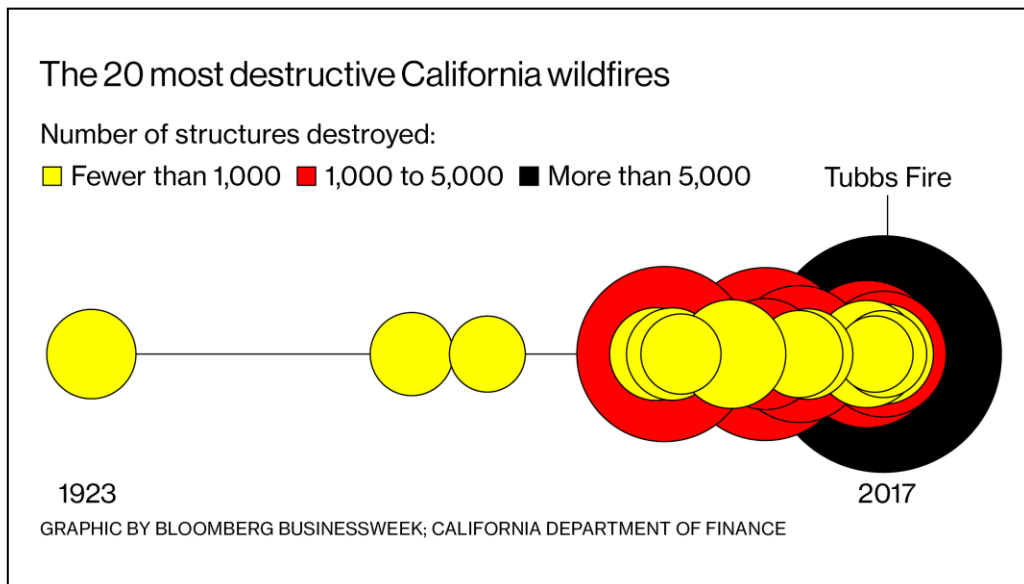 The 20 most destructive California wildfires
Number of structures destroyed:
Fewer than 1,000 1,000 to 5,000 More than 5,000
Tubbs Fire
1923 2017
GRAPHIC BY BLOOMBERG BUSINESSWEEK; CALIFORNIA DEPARTMENT OF FINANCE